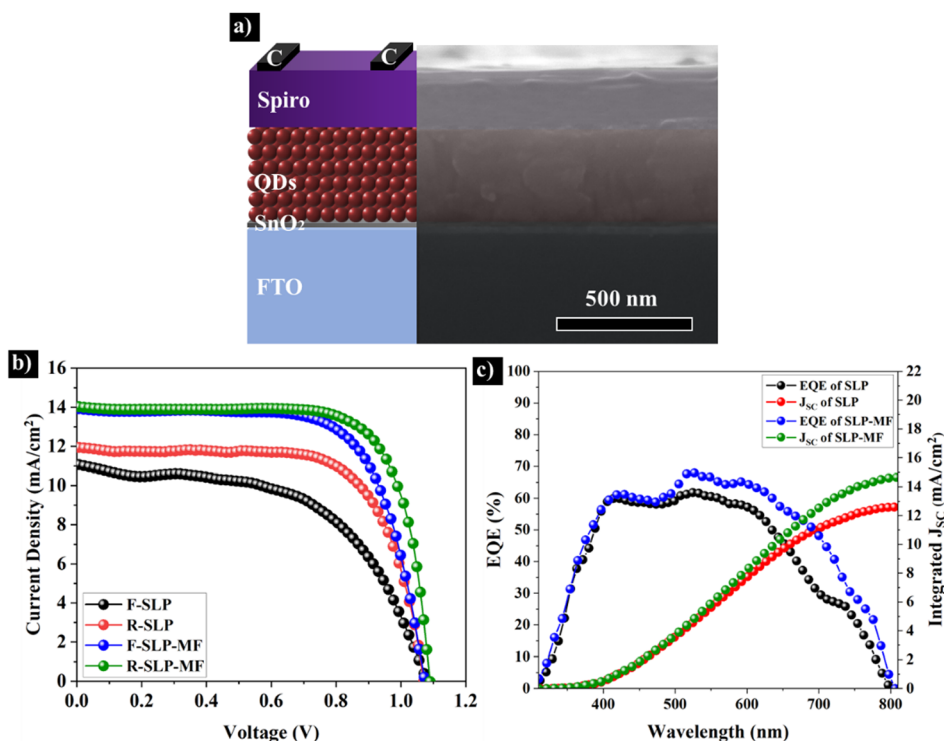 a)
C C
Spiro
QDs
SnO₂
FTO
500 nm
b)
16
14
12
10
8
6
4
2
0
0.0 0.2 0.4 0.6 0.8 1.0 1.2
Current Density (mA/cm²)
Voltage (V)
F-SLP
R-SLP
F-SLP-MF
R-SLP-MF
c)
100
90
80
70
60
50
40
30
20
10
0
EQE (%)
EQE of SLP
J_SC of SLP
EQE of SLP-MF
J_SC of SLP-MF
22
20
18
16
14
12
10
8
6
4
2
0
Integrated J_SC (mA/cm²)
400 500 600 700 800
Wavelength (nm)